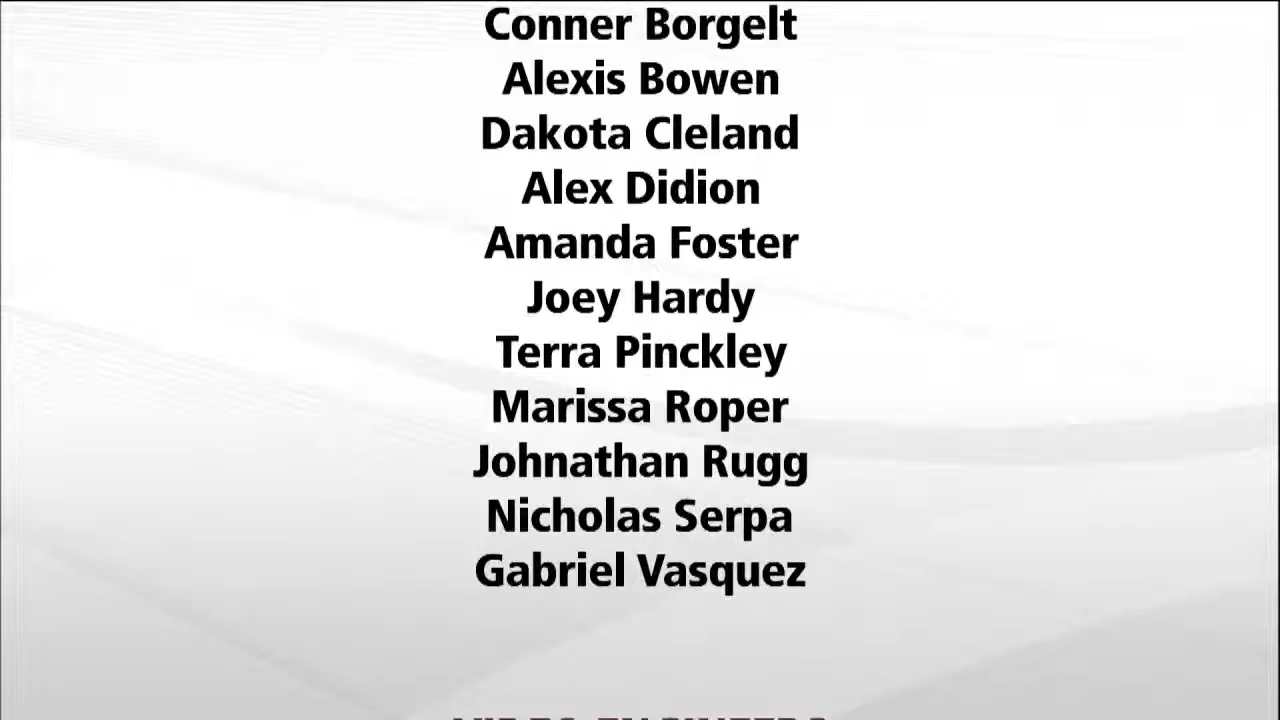 Conner Borgelt
Alexis Bowen
Dakota Cleland
Alex Didion
Amanda Foster
Joey Hardy
Terra Pinckley
Marissa Roper
Johnathan Rugg
Nicholas Serpa
Gabriel Vasquez